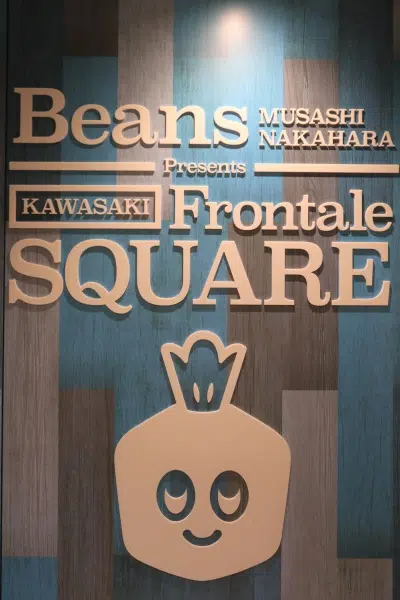 Beans MUSASHI
NAKAHARA
Presents
KAWASAKI Frontale
SQUARE